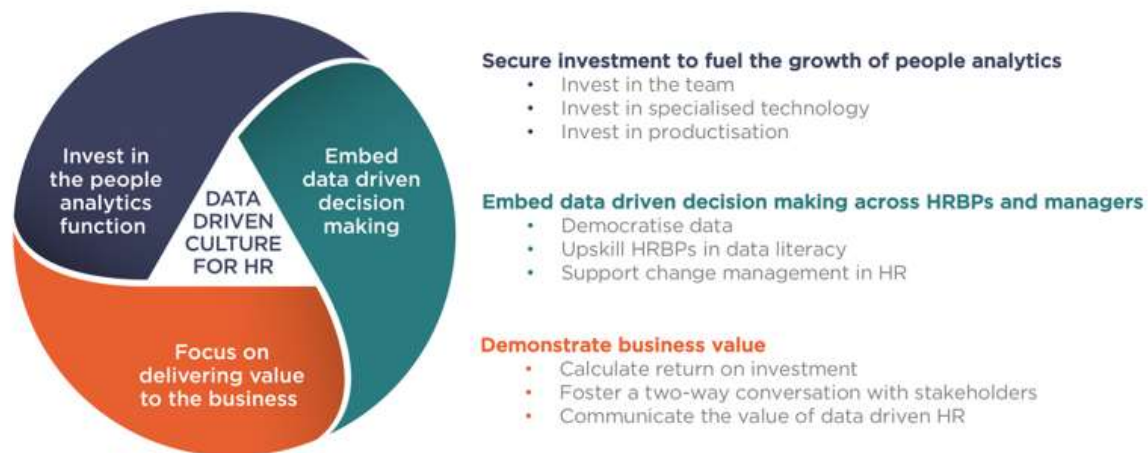 Invest in
the people
analytics
function
Embed
data driven
decision
making
DATA
DRIVEN
CULTURE
FOR HR
Focus on
delivering value
to the business
Secure investment to fuel the growth of people analytics
• Invest in the team
• Invest in specialised technology
• Invest in productisation
Embed data driven decision making across HRBPs and managers
• Democratise data
• Upskill HRBPs in data literacy
• Support change management in HR
Demonstrate business value
• Calculate return on investment
• Foster a two-way conversation with stakeholders
• Communicate the value of data driven HR